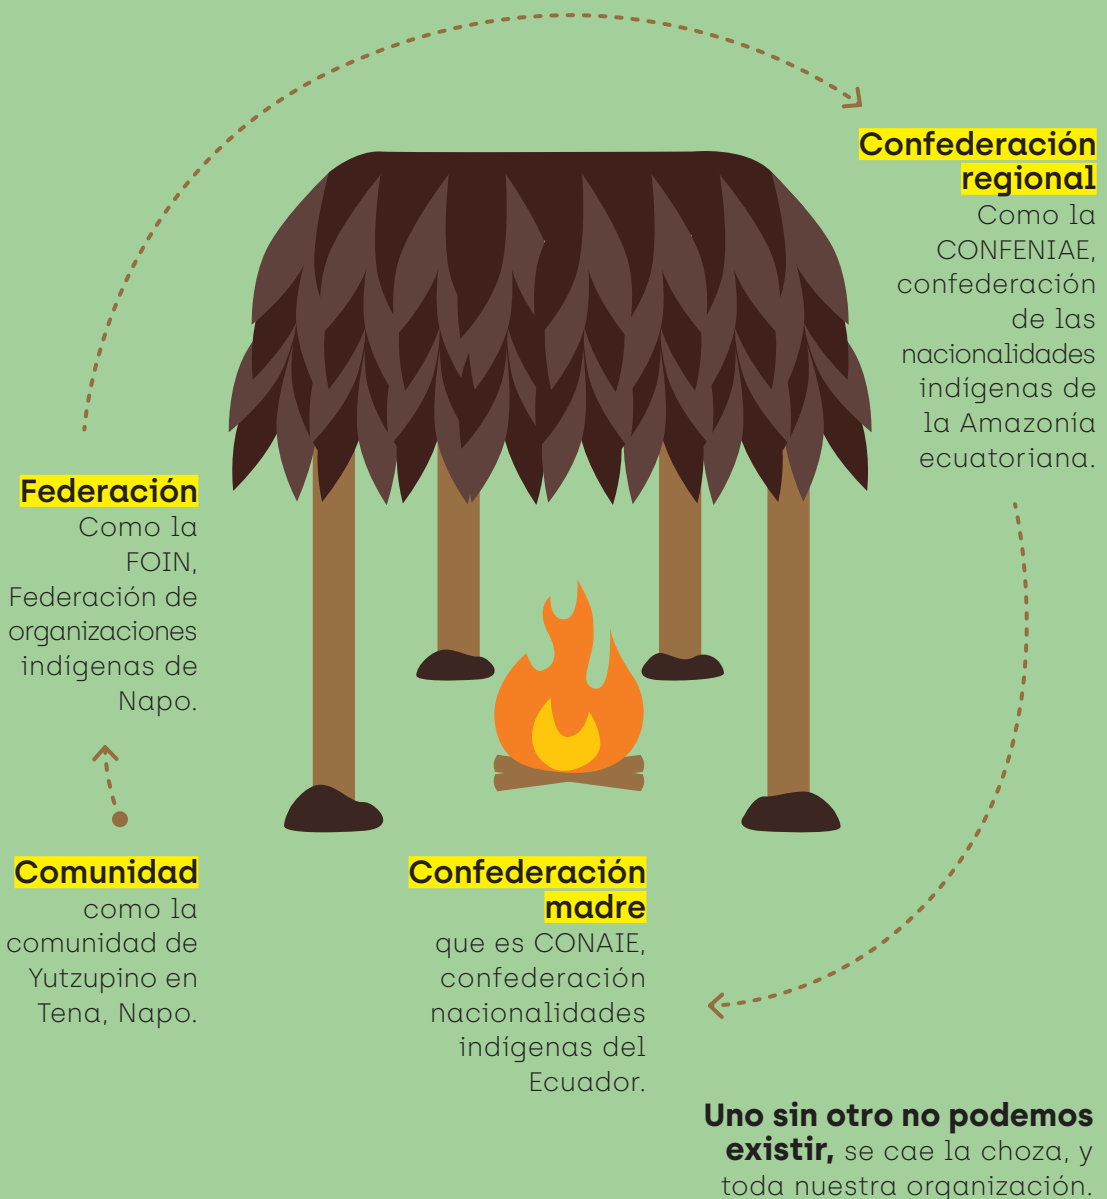 Confederación
regional
Como la
CONFENIAE,
confederación
de las
nacionalidades
indígenas de
la Amazonía
ecuatoriana.
Federación
Como la
FOIN,
Federación de
organizaciones
indígenas de
Napo.
Comunidad
como la
comunidad de
Yutzupino en
Tena, Napo.
Confederación
madre
que es CONAIE,
confederación
nacionalidades
indígenas del
Ecuador.
Uno sin otro no podemos
existir, se cae la choza, y
toda nuestra organización.